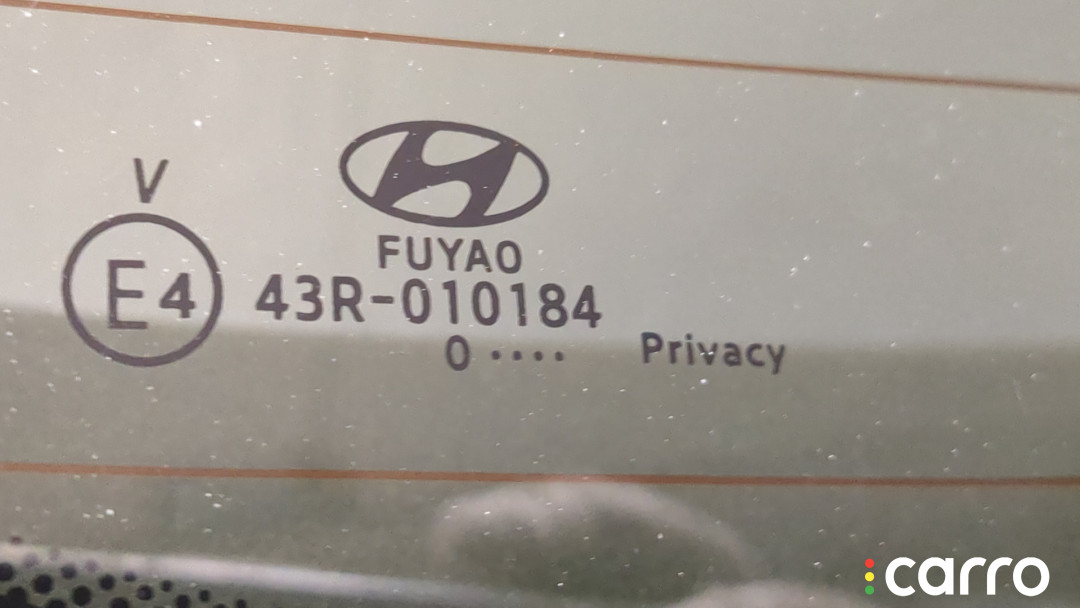 V
FUYAO
E4 43R-010184
0 ···· Privacy
carro